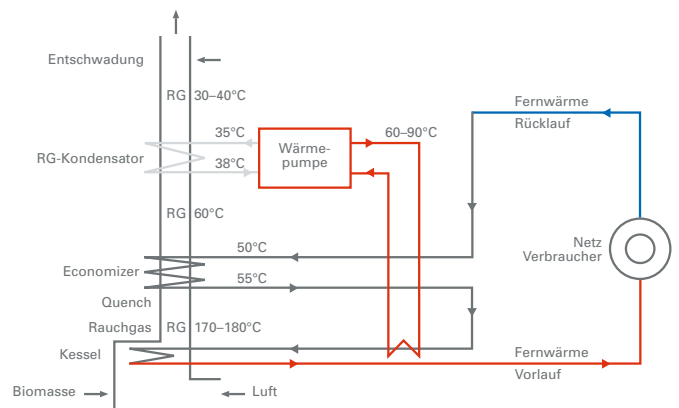 Entschwadung
RG 30–40°C
35°C
60–90°C
Fernwärme
Rücklauf
Wärme-
pumpe
RG-Kondensator
38°C
RG 60°C
Netz
Verbraucher
50°C
Economizer
55°C
Quench
Rauchgas RG 170–180°C
Kessel
Fernwärme
Vorlauf
Biomasse
Luft